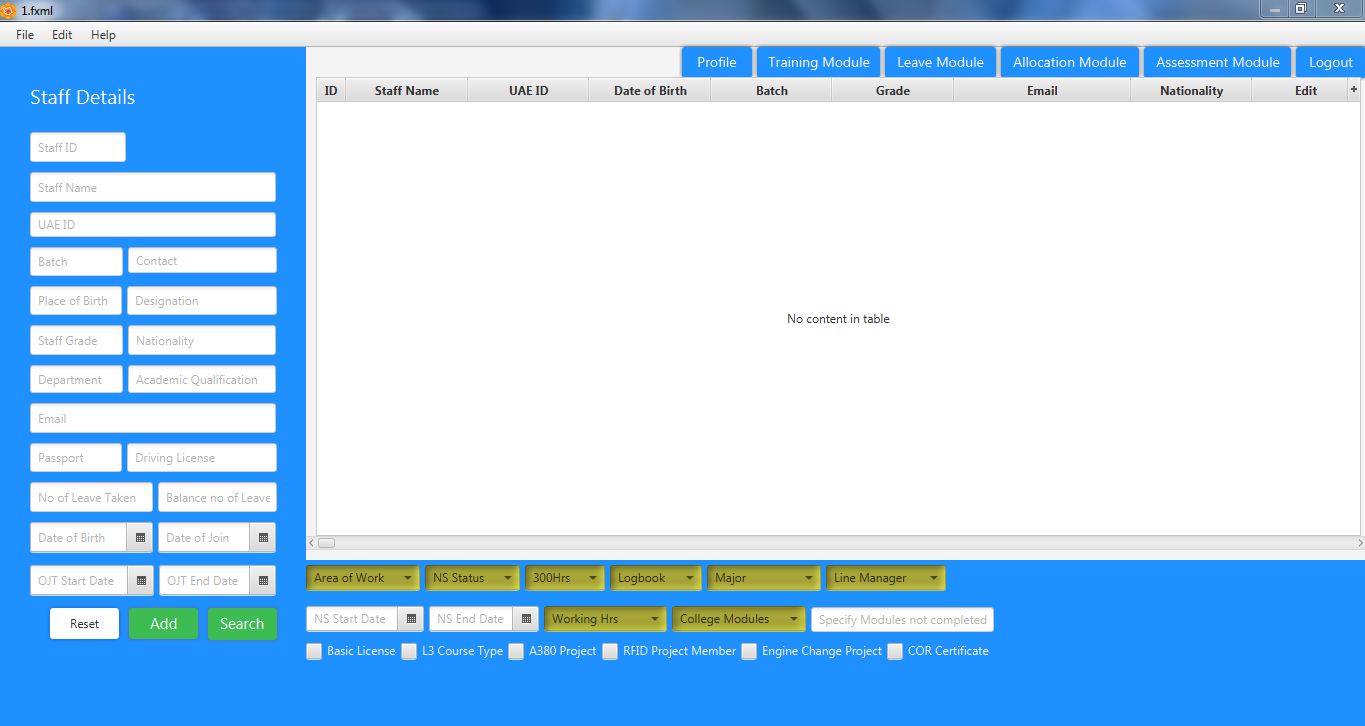 1.fxml
File Edit Help
Profile Training Module Leave Module Allocation Module Assessment Module Logout
Staff Details
Staff ID
Staff Name
UAE ID
Batch Contact
Place of Birth Designation
Staff Grade Nationality
Department Academic Qualification
Email
Passport Driving License
No of Leave Taken Balance no of Leave
Date of Birth Date of Join
OJT Start Date OJT End Date
Reset Add Search
ID Staff Name UAE ID Date of Birth Batch Grade Email Nationality Edit +
No content in table
Area of Work NS Status 300Hrs Logbook Major Line Manager
NS Start Date NS End Date Working Hrs College Modules Specify Modules not completed
Basic License L3 Course Type A380 Project RFID Project Member Engine Change Project COR Certificate